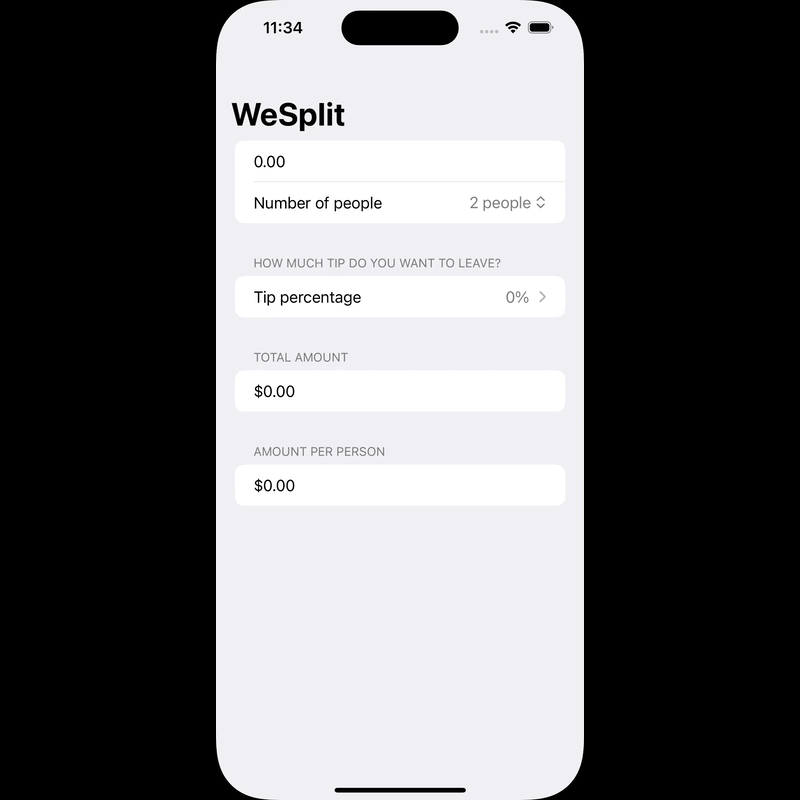 11:34
WeSplit
0.00
Number of people 2 people
HOW MUCH TIP DO YOU WANT TO LEAVE?
Tip percentage 0%
TOTAL AMOUNT
$0.00
AMOUNT PER PERSON
$0.00